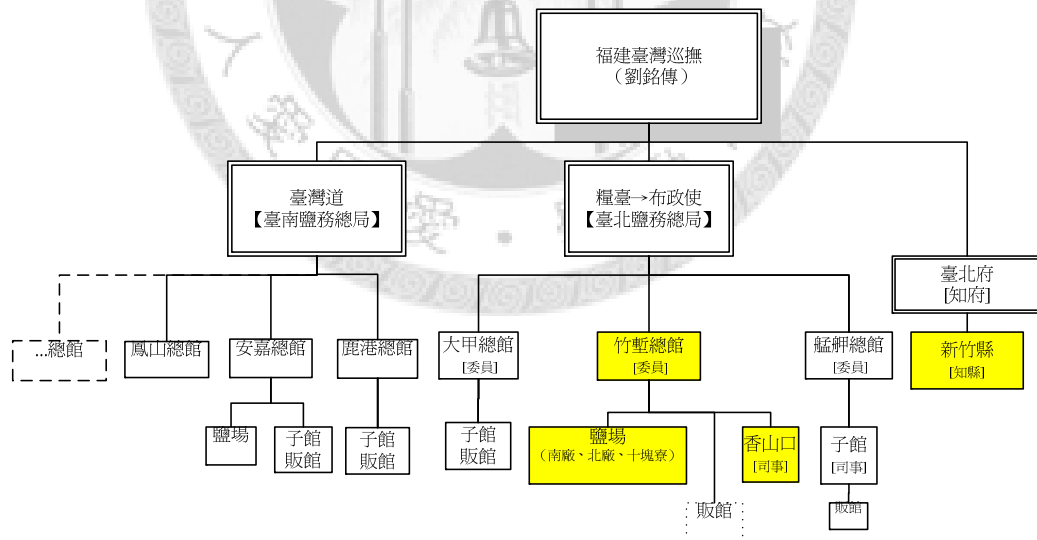 福建臺灣巡撫
（劉銘傳）
臺灣道
【臺南鹽務總局】
糧臺→布政使
【臺北鹽務總局】
臺北府
[知府]
...總館
鳳山總館
安嘉總館
鹿港總館
大甲總館
[委員]
竹塹總館
[委員]
艋舺總館
[委員]
新竹縣
[知縣]
鹽場
子館
販館
子館
販館
子館
販館
鹽場
（南廠、北廠、十塊寮）
香山口
[司事]
子館
[司事]
販館
販館